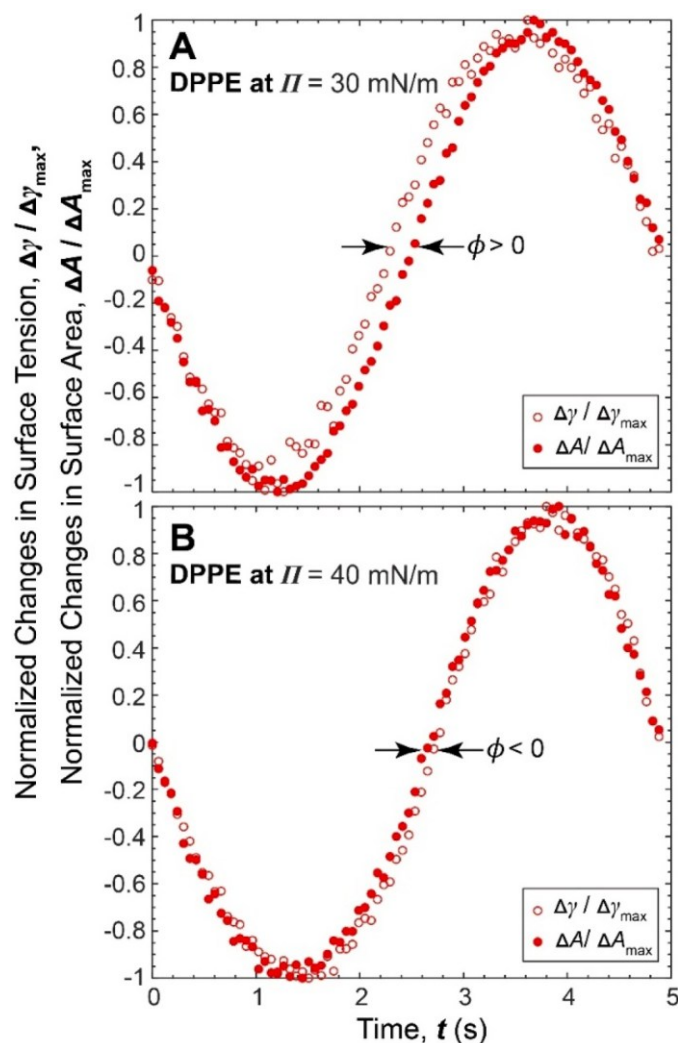 Normalized Changes in Surface Tension, Δγ / Δγmax,
Normalized Changes in Surface Area, ΔA / ΔAmax
A
DPPE at Π = 30 mN/m
1
0.8
0.6
0.4
0.2
0
-0.2
-0.4
-0.6
-0.8
-1
ϕ > 0
Δγ / Δγmax
ΔA / ΔAmax
B
DPPE at Π = 40 mN/m
1
0.8
0.6
0.4
0.2
0
-0.2
-0.4
-0.6
-0.8
-1
ϕ < 0
Δγ / Δγmax
ΔA / ΔAmax
0 1 2 3 4 5
Time, t (s)